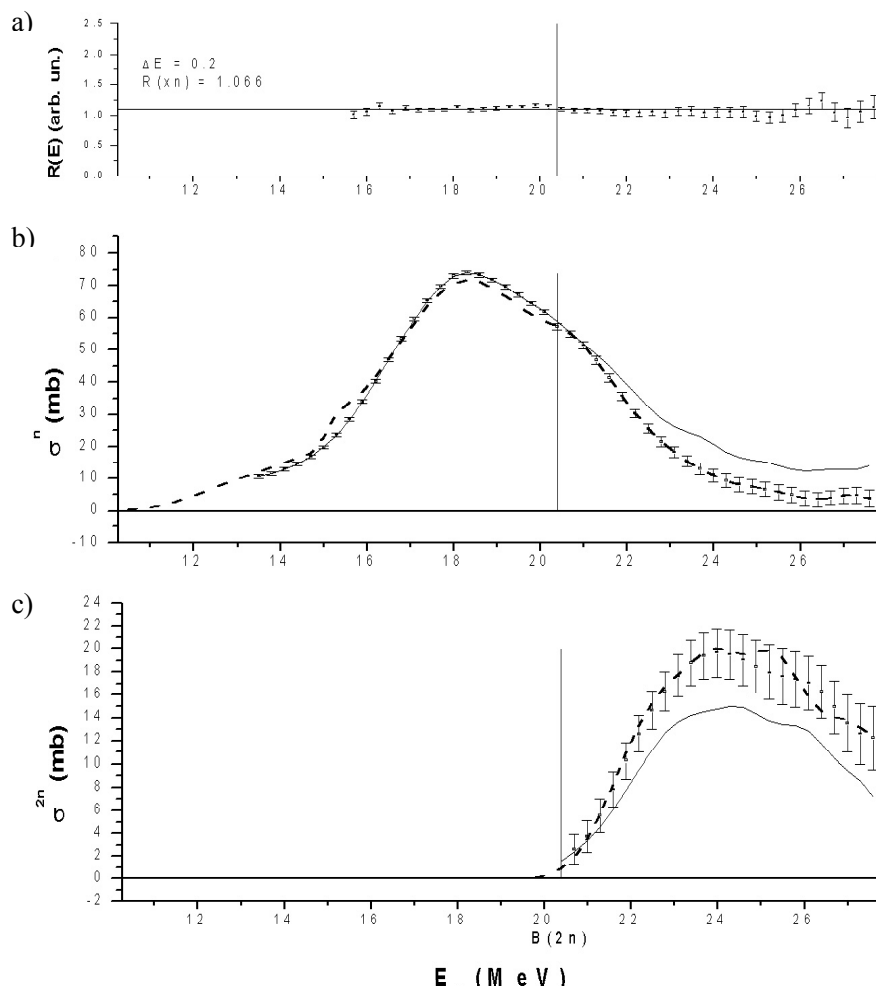 a)
2.5
2.0
1.5
1.0
0.5
0.0
R(E) (arb. un.)
ΔE = 0.2
R(xn) = 1.066
12 14 16 18 20 22 24 26
b)
80
70
60
50
40
30
20
10
0
-10
σⁿ (mb)
12 14 16 18 20 22 24 26
c)
24
22
20
18
16
14
12
10
8
6
4
2
0
-2
σ²ⁿ (mb)
12 14 16 18 20 22 24 26
B(2n)
E (MeV)